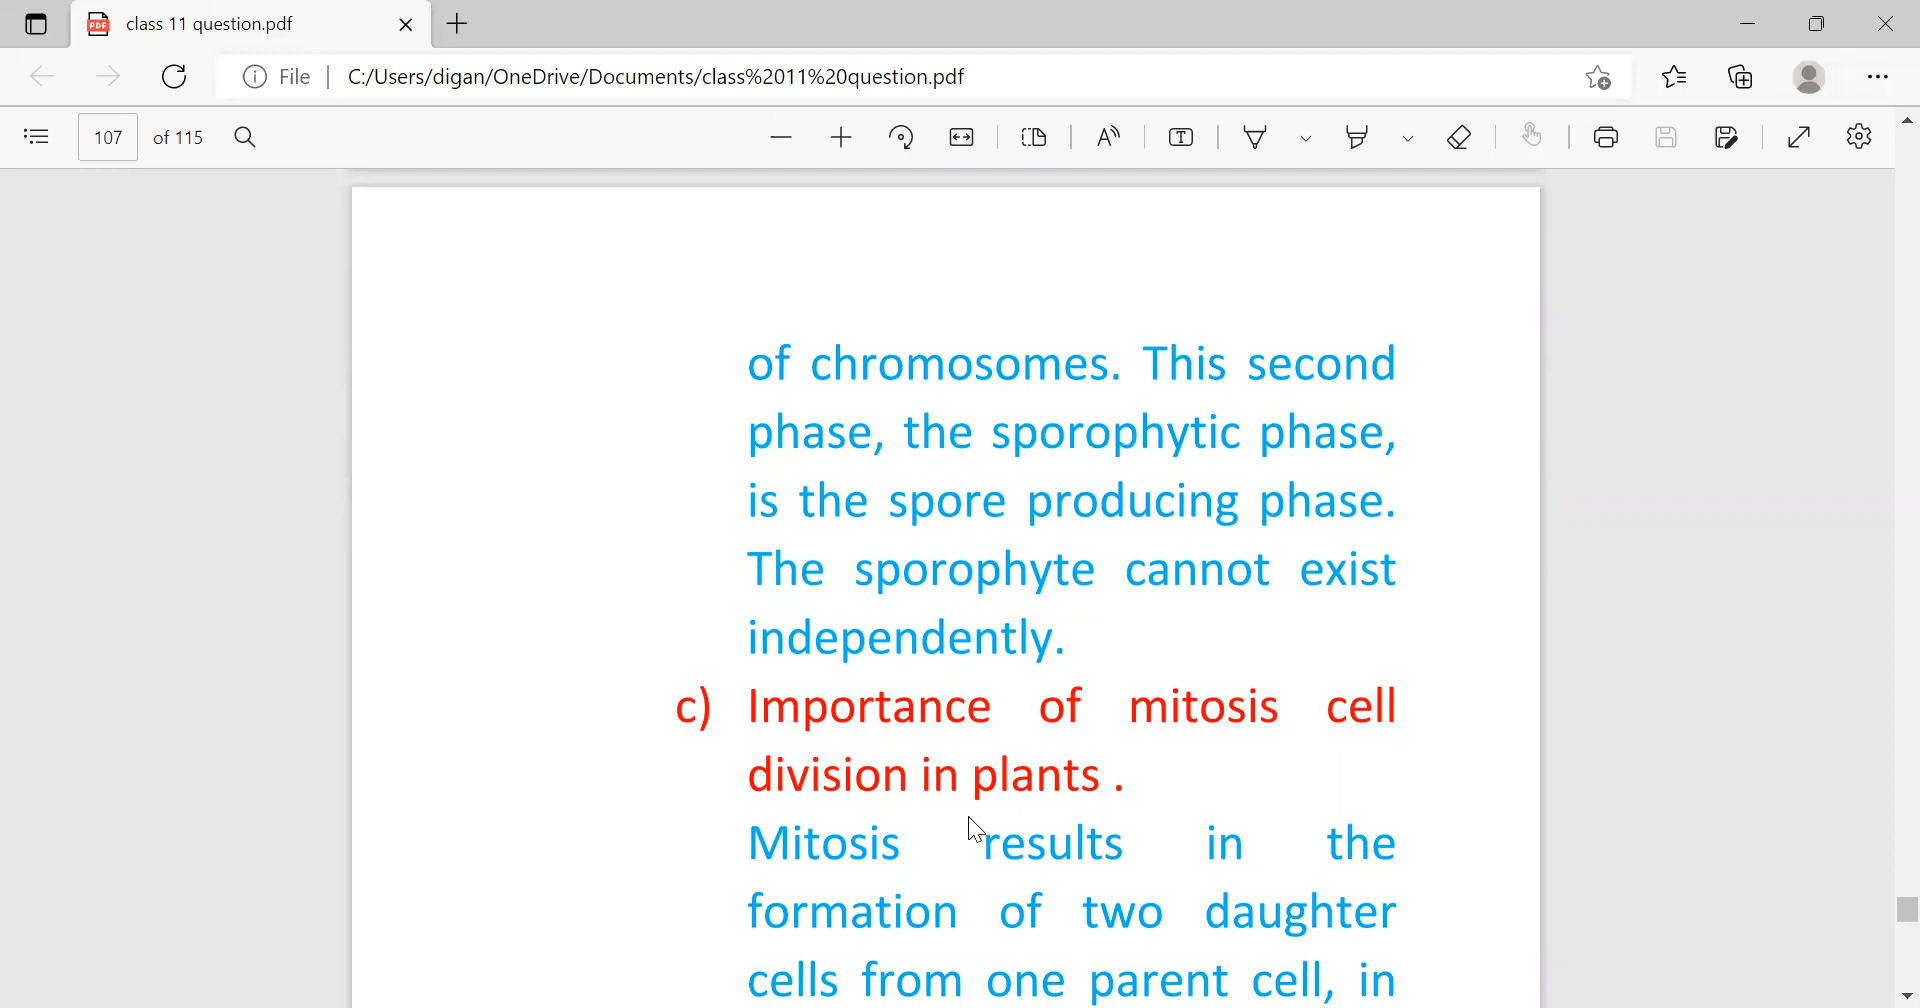 class 11 question.pdf
File
C:/Users/digan/OneDrive/Documents/class%2011%20question.pdf
107 of 115
of chromosomes. This second
phase, the sporophytic phase,
is the spore producing phase.
The sporophyte cannot exist
independently.
c) Importance of mitosis cell
division in plants .
Mitosis results in the
formation of two daughter
cells from one parent cell, in